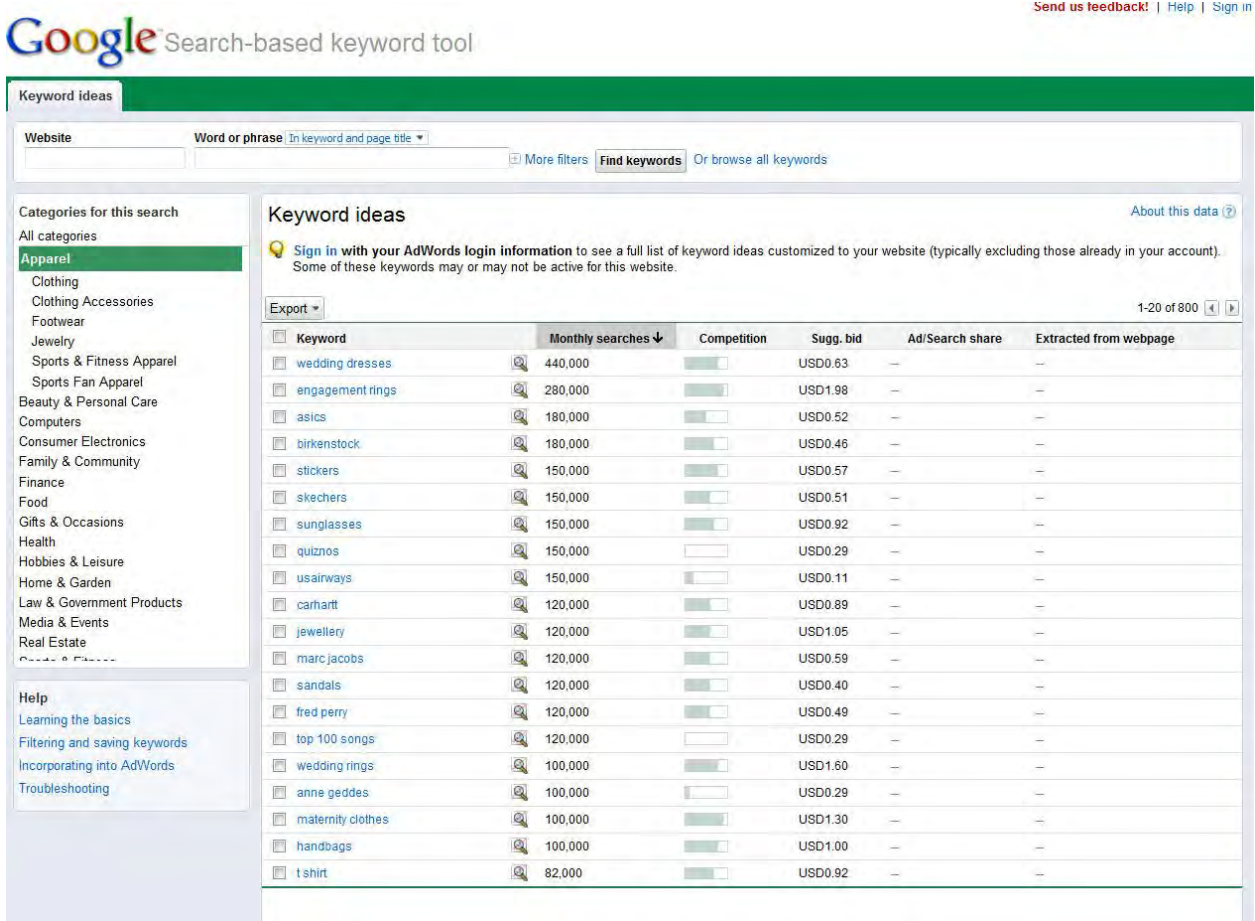 Send us feedback! | Help | Sign in
Google Search-based keyword tool
Keyword ideas
Website
Word or phrase In keyword and page title
More filters Find keywords Or browse all keywords
Categories for this search
All categories
Apparel
Clothing
Clothing Accessories
Footwear
Jewelry
Sports & Fitness Apparel
Sports Fan Apparel
Beauty & Personal Care
Computers
Consumer Electronics
Family & Community
Finance
Food
Gifts & Occasions
Health
Hobbies & Leisure
Home & Garden
Law & Government Products
Media & Events
Real Estate
Sports & Fitness
Help
Learning the basics
Filtering and saving keywords
Incorporating into AdWords
Troubleshooting
Keyword ideas
About this data ?
Sign in with your AdWords login information to see a full list of keyword ideas customized to your website (typically excluding those already in your account).
Some of these keywords may or may not be active for this website.
Export
1-20 of 800
Keyword Monthly searches ↓ Competition Sugg. bid Ad/Search share Extracted from webpage
wedding dresses 440,000 USD0.63 -- --
engagement rings 280,000 USD1.98 -- --
asics 180,000 USD0.52 -- --
birkenstock 180,000 USD0.46 -- --
stickers 150,000 USD0.57 -- --
skechers 150,000 USD0.51 -- --
sunglasses 150,000 USD0.92 -- --
quiznos 150,000 USD0.29 -- --
usairways 150,000 USD0.11 -- --
carhartt 120,000 USD0.89 -- --
jewellery 120,000 USD1.05 -- --
marc jacobs 120,000 USD0.59 -- --
sandals 120,000 USD0.40 -- --
fred perry 120,000 USD0.49 -- --
top 100 songs 120,000 USD0.29 -- --
wedding rings 100,000 USD1.60 -- --
anne geddes 100,000 USD0.29 -- --
maternity clothes 100,000 USD1.30 -- --
handbags 100,000 USD1.00 -- --
t shirt 82,000 USD0.92 -- --